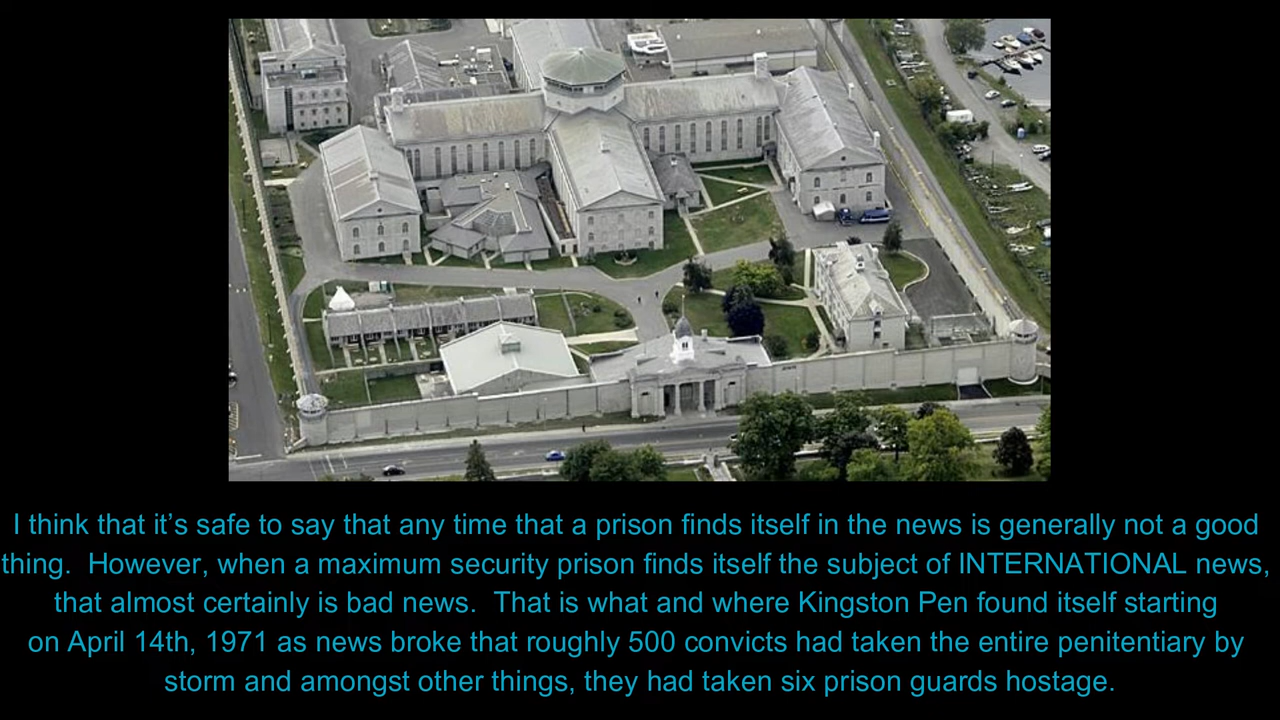 I think that it’s safe to say that any time that a prison finds itself in the news is generally not a good
thing.  However, when a maximum security prison finds itself the subject of INTERNATIONAL news,
that almost certainly is bad news.  That is what and where Kingston Pen found itself starting
on April 14th, 1971 as news broke that roughly 500 convicts had taken the entire penitentiary by
storm and amongst other things, they had taken six prison guards hostage.